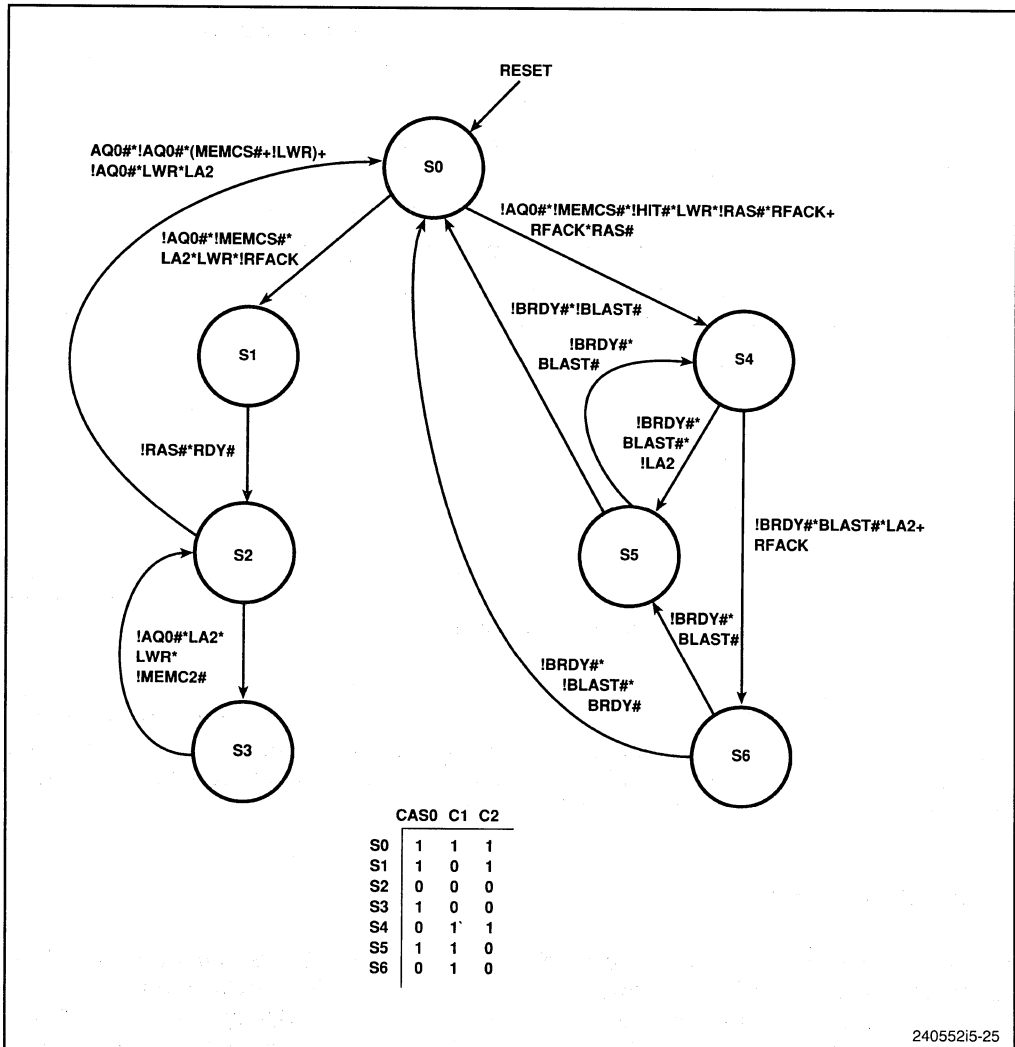 RESET
AQ0#*!AQ0#*(MEMCS#+!LWR)+
!AQ0#*LWR*LA2
S0
!AQ0#*!MEMCS#*!HIT#*LWR*!RAS#*RFACK+
RFACK*RAS#
!AQ0#*!MEMCS#*
LA2*LWR*!RFACK
!BRDY#*!BLAST#
S1
!BRDY#*
BLAST#
S4
!BRDY#*
BLAST#*
!LA2
!RAS#*RDY#
!BRDY#*BLAST#*LA2+
RFACK
S2
S5
!BRDY#*
BLAST#
!AQ0#*LA2*
LWR*
!MEMC2#
!BRDY#*
!BLAST#*
BRDY#
S3
S6
CAS0 C1 C2
S0 1 1 1
S1 1 0 1
S2 0 0 0
S3 1 0 0
S4 0 1 1
S5 1 1 0
S6 0 1 0
240552i5-25